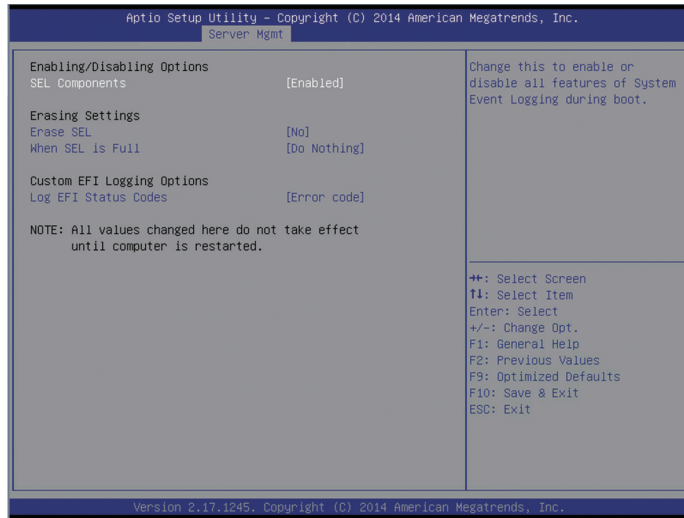 Aptio Setup Utility – Copyright (C) 2014 American Megatrends, Inc.
Server Mgmt
Enabling/Disabling Options
SEL Components [Enabled]
Erasing Settings
Erase SEL [No]
When SEL is Full [Do Nothing]
Custom EFI Logging Options
Log EFI Status Codes [Error code]
NOTE: All values changed here do not take effect
until computer is restarted.
Change this to enable or
disable all features of System
Event Logging during boot.
→←: Select Screen
↑↓: Select Item
Enter: Select
+/-: Change Opt.
F1: General Help
F2: Previous Values
F9: Optimized Defaults
F10: Save & Exit
ESC: Exit
Version 2.17.1245. Copyright (C) 2014 American Megatrends, Inc.